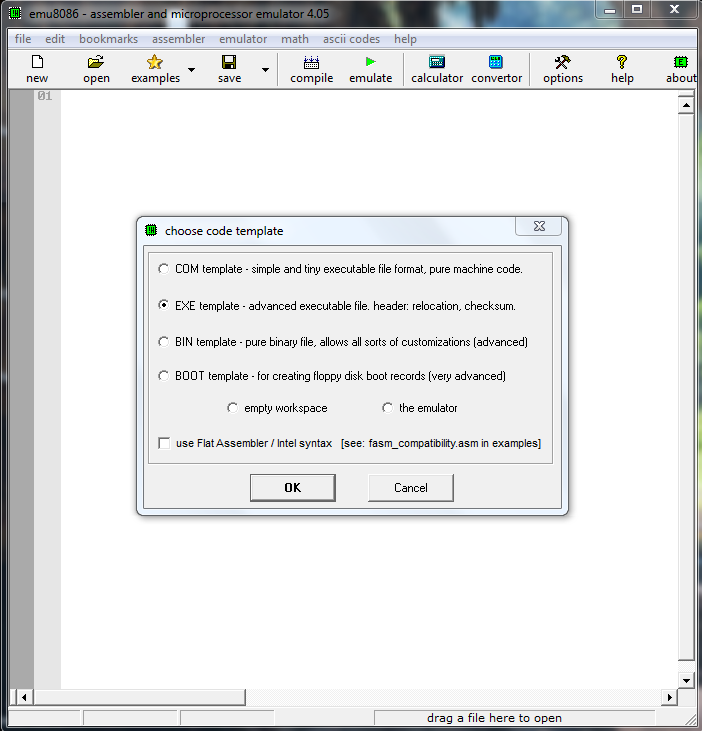 emu8086 - assembler and microprocessor emulator 4.05
file edit bookmarks assembler emulator math ascii codes help
new open examples save compile emulate calculator convertor options help about
01
choose code template
COM template - simple and tiny executable file format, pure machine code.
EXE template - advanced executable file. header: relocation, checksum.
BIN template - pure binary file, allows all sorts of customizations (advanced)
BOOT template - for creating floppy disk boot records (very advanced)
empty workspace the emulator
use Flat Assembler / Intel syntax [see: fasm_compatibility.asm in examples]
OK Cancel
drag a file here to open